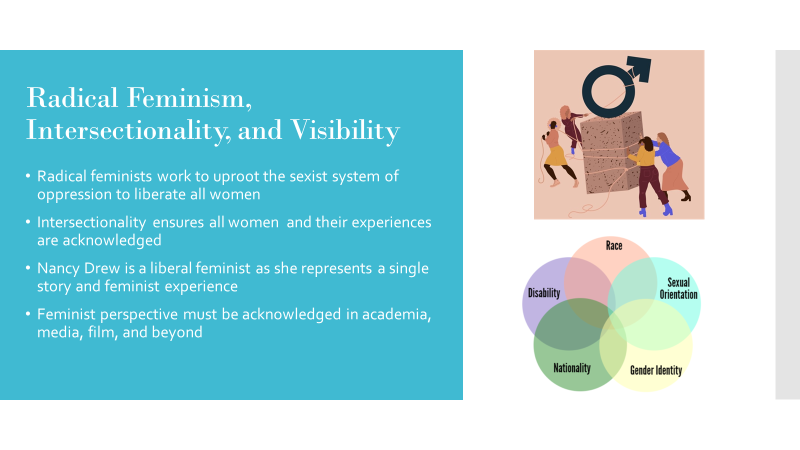 Radical Feminism,
Intersectionality, and Visibility
• Radical feminists work to uproot the sexist system of
oppression to liberate all women
• Intersectionality ensures all women and their experiences
are acknowledged
• Nancy Drew is a liberal feminist as she represents a single
story and feminist experience
• Feminist perspective must be acknowledged in academia,
media, film, and beyond
Race
Disability
Sexual
Orientation
Nationality
Gender Identity